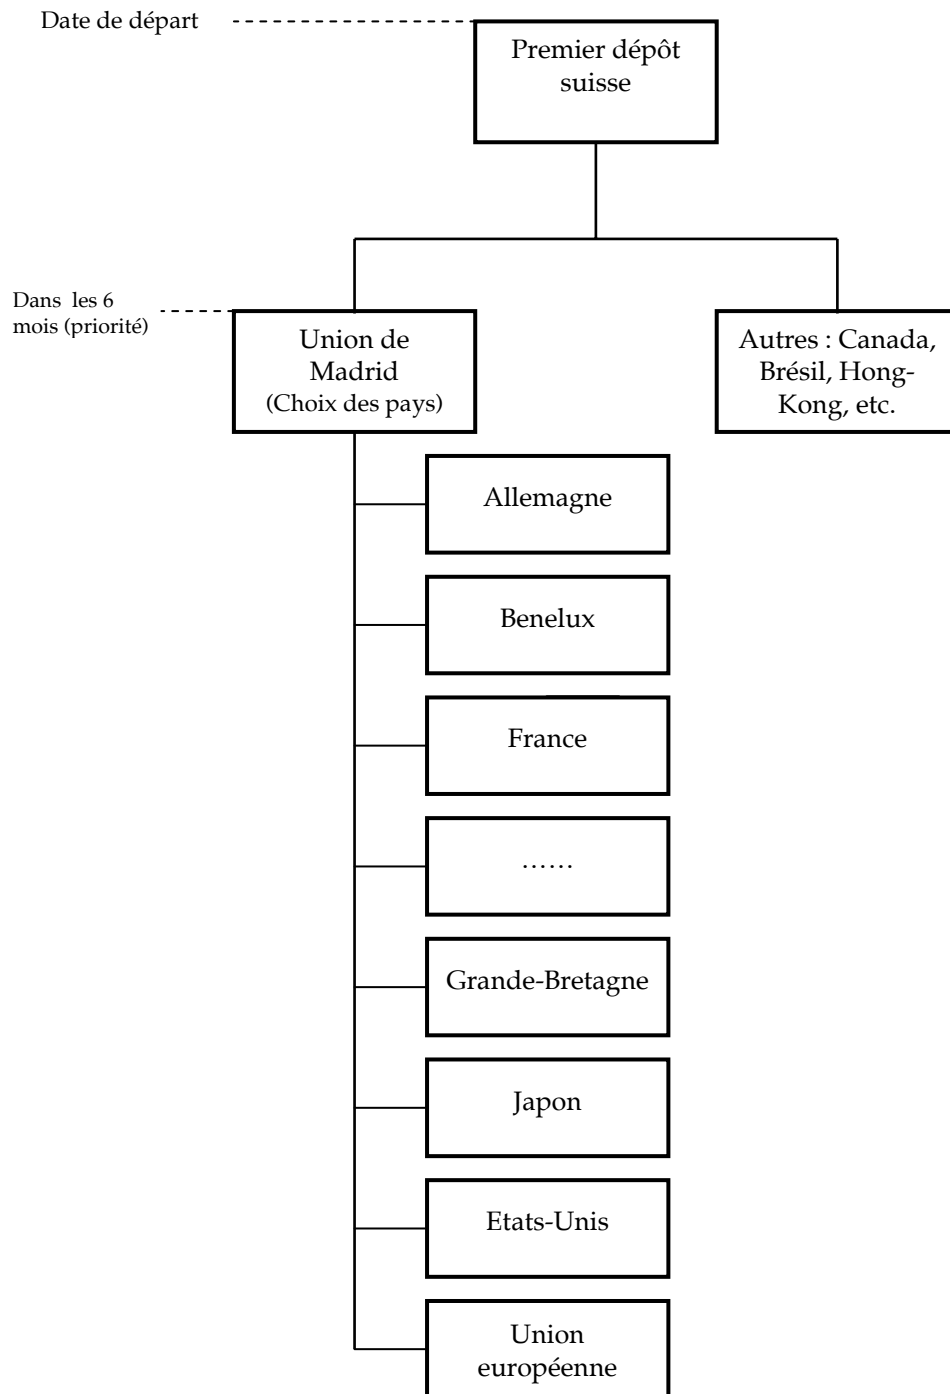 Date de départ
Premier dépôt
suisse
Dans les 6
mois (priorité)
Union de
Madrid
(Choix des pays)
Autres : Canada,
Brésil, Hong-
Kong, etc.
Allemagne
Benelux
France
......
Grande-Bretagne
Japon
Etats-Unis
Union
européenne